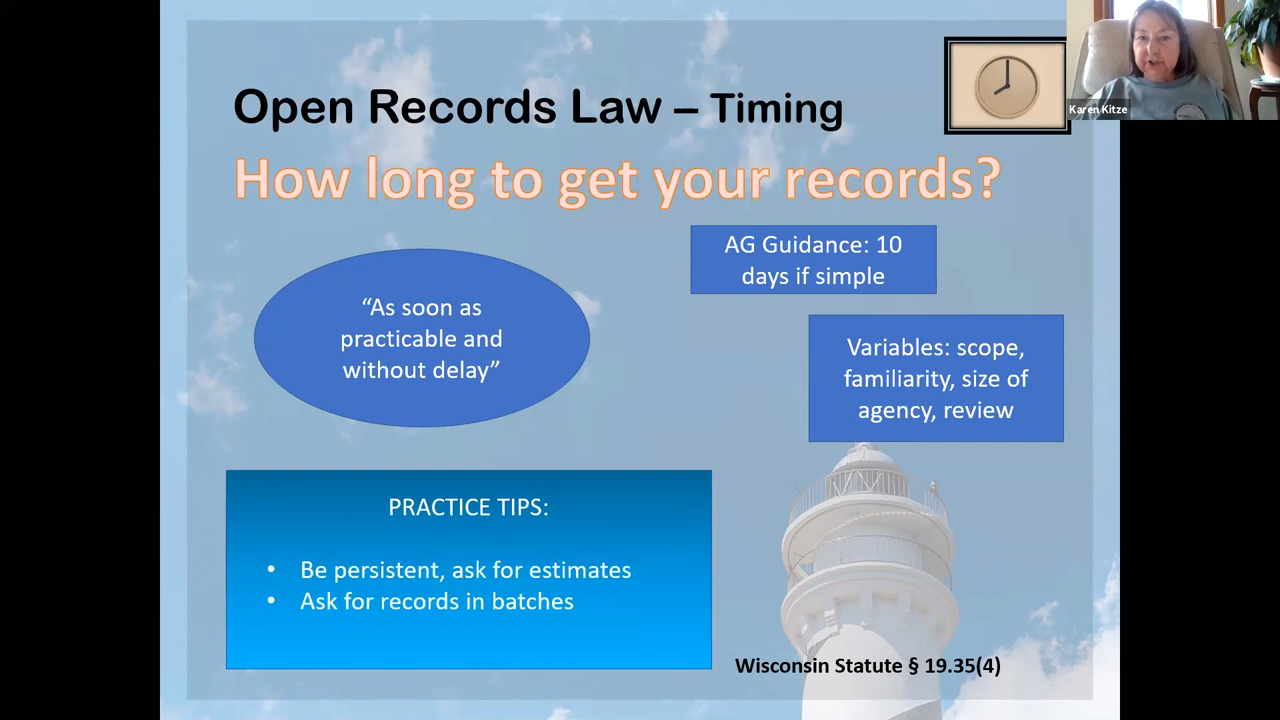 Open Records Law – Timing
Karen Kitze
How long to get your records?
AG Guidance: 10
days if simple
“As soon as
practicable and
without delay”
Variables: scope,
familiarity, size of
agency, review
PRACTICE TIPS:
• Be persistent, ask for estimates
• Ask for records in batches
Wisconsin Statute § 19.35(4)